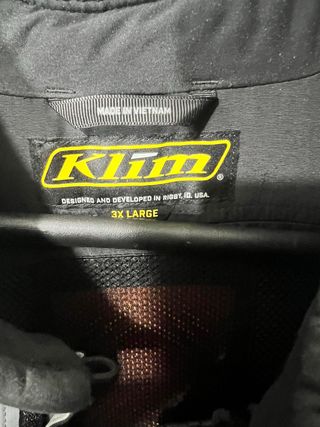 MADE IN VIETNAM
Klim®
DESIGNED AND DEVELOPED IN RIGBY, ID, USA.
3X LARGE